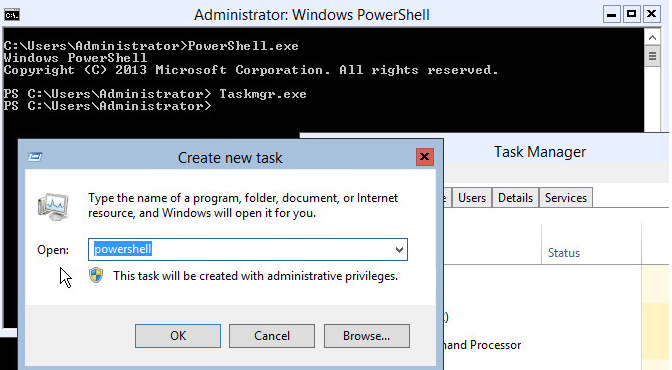 Administrator: Windows PowerShell
C:\Users\Administrator>PowerShell.exe
Windows PowerShell
Copyright (C) 2013 Microsoft Corporation. All rights reserved.
PS C:\Users\Administrator> Taskmgr.exe
PS C:\Users\Administrator>
Task Manager
Users
Details
Services
Status
Create new task
Type the name of a program, folder, document, or Internet
resource, and Windows will open it for you.
Open:
powershell
This task will be created with administrative privileges.
OK
Cancel
Browse...
Processor